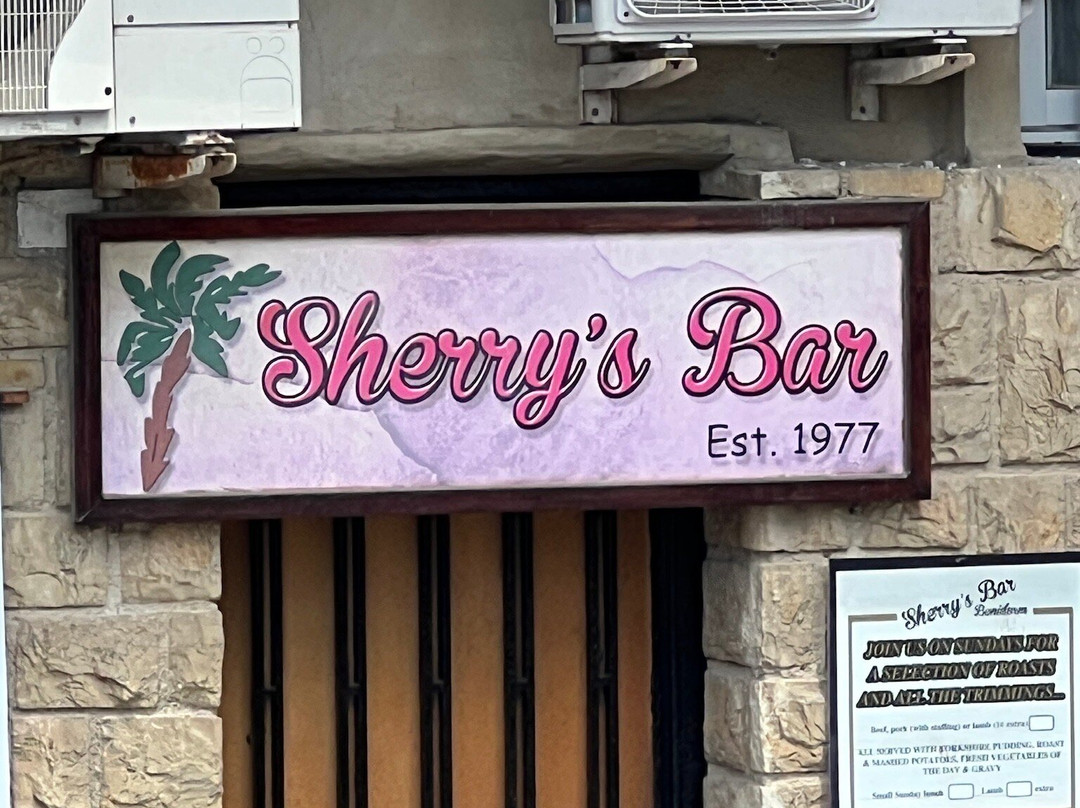 Sherry's Bar
Est. 1977
Sherry's Bar
Benidorm
JOIN US ON SUNDAYS FOR
A SELECTION OF ROASTS
AND ALL THE TRIMMINGS...
Beef, pork (with stuffing) or lamb (1€ extra)
ALL SERVED WITH YORKSHIRE PUDDING, ROAST
& MASHED POTATOES, FRESH VEGETABLES OF
THE DAY & GRAVY
Small Sunday lunch Lamb extra